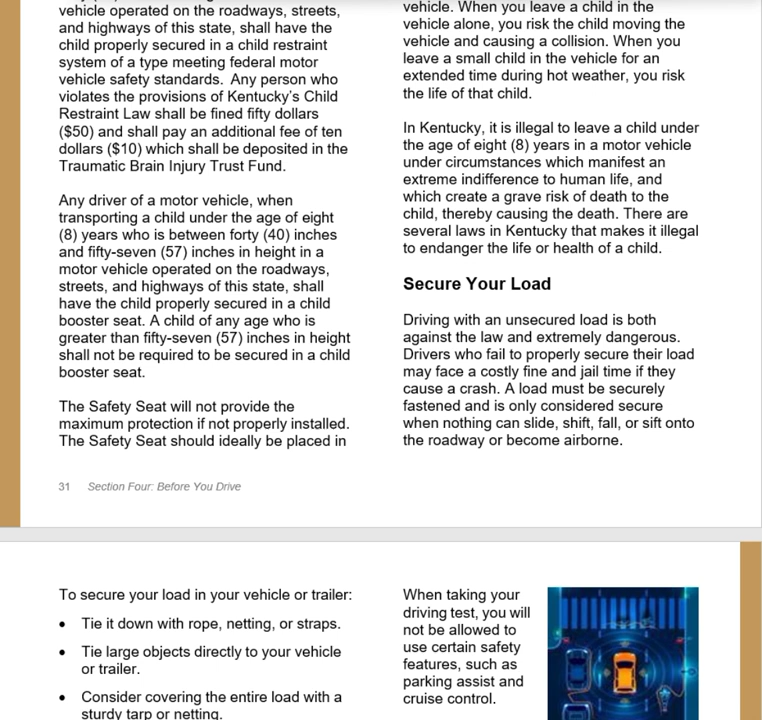 vehicle operated on the roadways, streets,
and highways of this state, shall have the
child properly secured in a child restraint
system of a type meeting federal motor
vehicle safety standards.  Any person who
violates the provisions of Kentucky's Child
Restraint Law shall be fined fifty dollars
($50) and shall pay an additional fee of ten
dollars ($10) which shall be deposited in the
Traumatic Brain Injury Trust Fund.
Any driver of a motor vehicle, when
transporting a child under the age of eight
(8) years who is between forty (40) inches
and fifty-seven (57) inches in height in a
motor vehicle operated on the roadways,
streets, and highways of this state, shall
have the child properly secured in a child
booster seat. A child of any age who is
greater than fifty-seven (57) inches in height
shall not be required to be secured in a child
booster seat.
The Safety Seat will not provide the
maximum protection if not properly installed.
The Safety Seat should ideally be placed in
vehicle. When you leave a child in the
vehicle alone, you risk the child moving the
vehicle and causing a collision. When you
leave a small child in the vehicle for an
extended time during hot weather, you risk
the life of that child.
In Kentucky, it is illegal to leave a child under
the age of eight (8) years in a motor vehicle
under circumstances which manifest an
extreme indifference to human life, and
which create a grave risk of death to the
child, thereby causing the death. There are
several laws in Kentucky that makes it illegal
to endanger the life or health of a child.
Secure Your Load
Driving with an unsecured load is both
against the law and extremely dangerous.
Drivers who fail to properly secure their load
may face a costly fine and jail time if they
cause a crash. A load must be securely
fastened and is only considered secure
when nothing can slide, shift, fall, or sift onto
the roadway or become airborne.
31 Section Four: Before You Drive
To secure your load in your vehicle or trailer:
• Tie it down with rope, netting, or straps.
• Tie large objects directly to your vehicle
or trailer.
• Consider covering the entire load with a
sturdy tarp or netting.
When taking your
driving test, you will
not be allowed to
use certain safety
features, such as
parking assist and
cruise control.